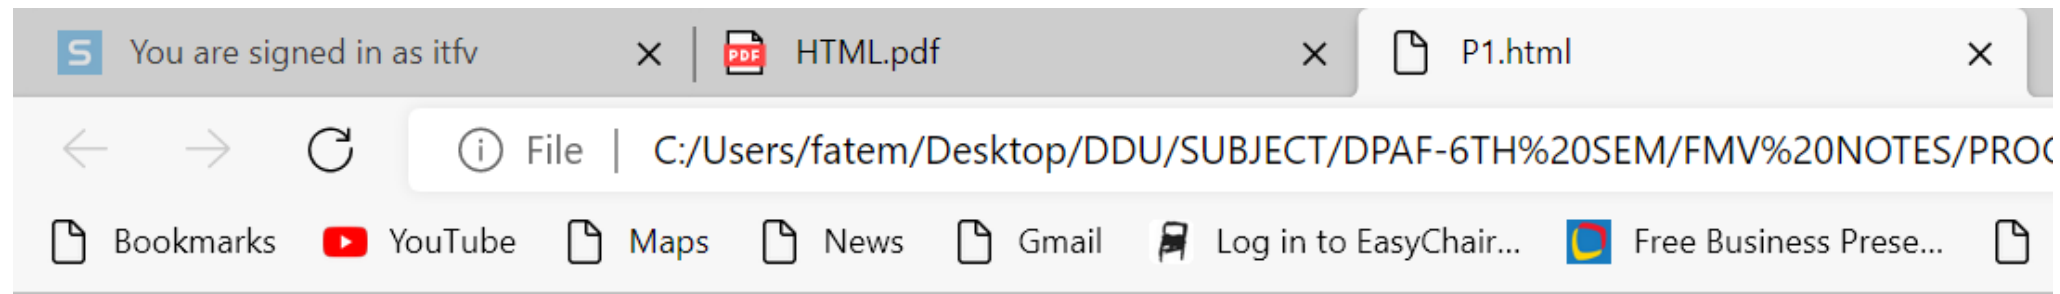 S You are signed in as itfv PDF HTML.pdf P1.html
File C:/Users/fatem/Desktop/DDU/SUBJECT/DPAF-6TH%20SEM/FMV%20NOTES/PROC
Bookmarks YouTube Maps News Gmail Log in to EasyChair... Free Business Prese...